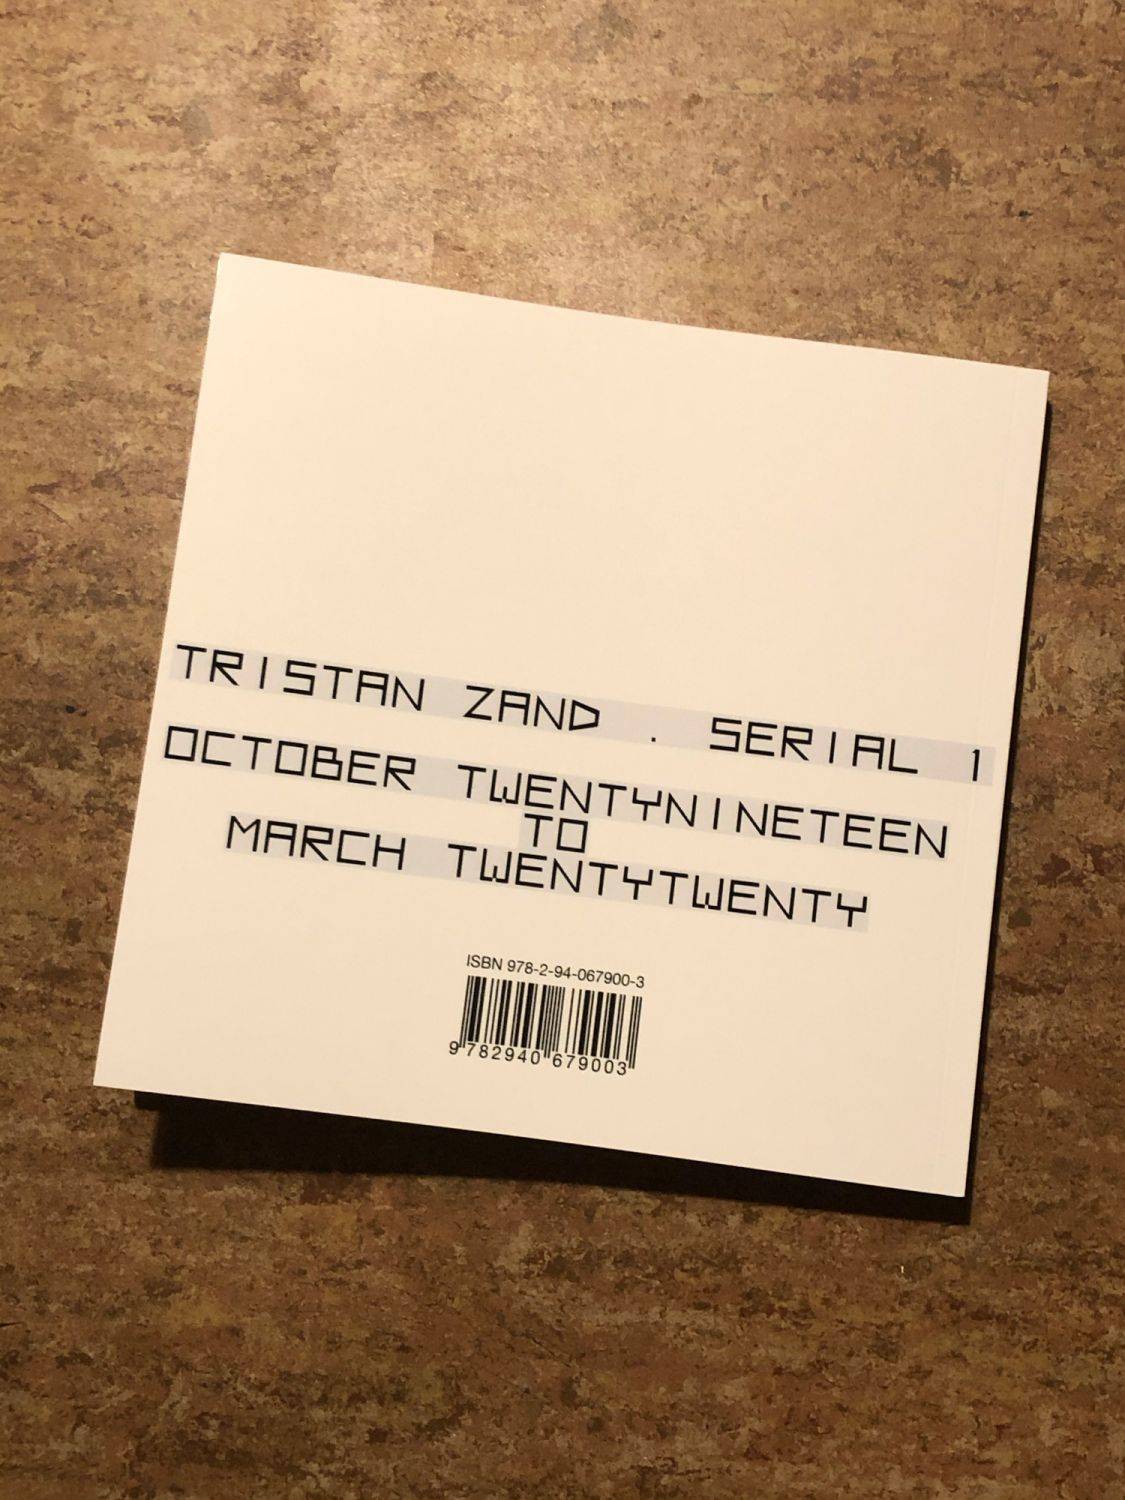 TRISTAN ZAND . SERIAL 1
OCTOBER TWENTYNINETEEN
TO
MARCH TWENTYTWENTY
ISBN 978-2-94-067900-3
9 782940 679003